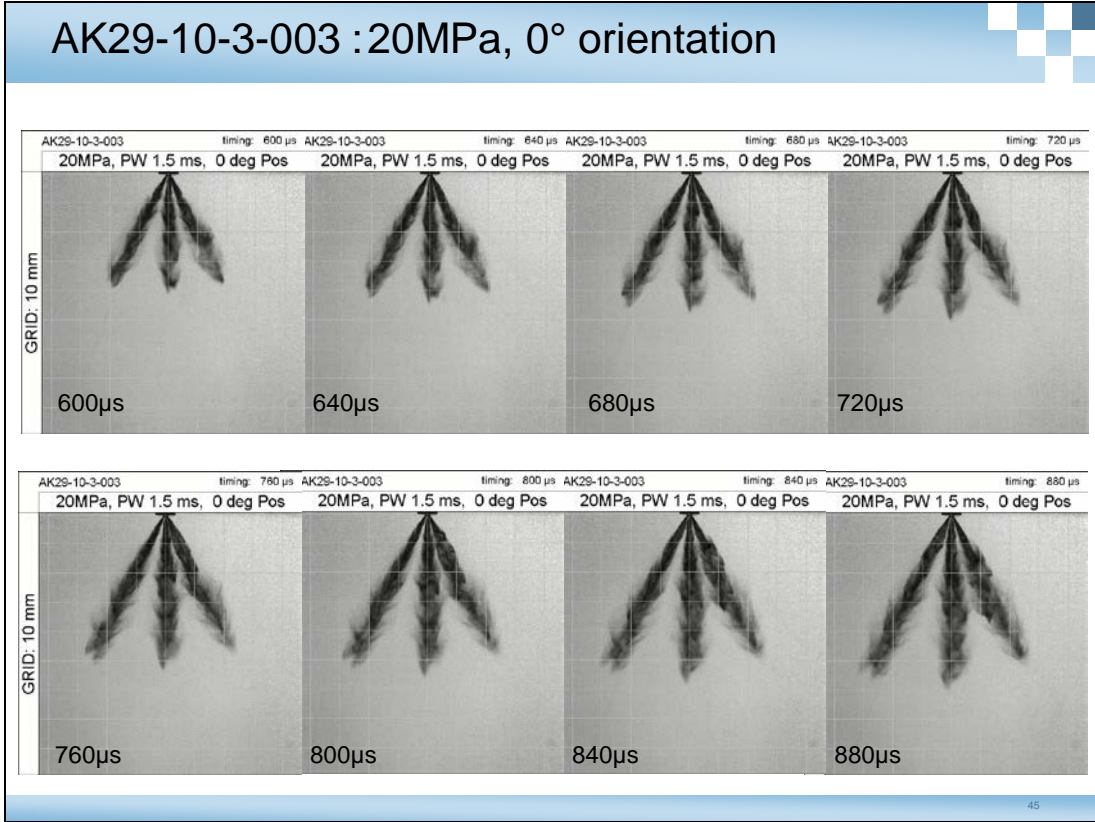 AK29-10-3-003 : 20MPa, 0° orientation
AK29-10-3-003 timing: 600 µs AK29-10-3-003 timing: 640 µs AK29-10-3-003 timing: 680 µs AK29-10-3-003 timing: 720 µs
20MPa, PW 1.5 ms, 0 deg Pos 20MPa, PW 1.5 ms, 0 deg Pos 20MPa, PW 1.5 ms, 0 deg Pos 20MPa, PW 1.5 ms, 0 deg Pos
GRID: 10 mm
600µs 640µs 680µs 720µs
AK29-10-3-003 timing: 760 µs AK29-10-3-003 timing: 800 µs AK29-10-3-003 timing: 840 µs AK29-10-3-003 timing: 880 µs
20MPa, PW 1.5 ms, 0 deg Pos 20MPa, PW 1.5 ms, 0 deg Pos 20MPa, PW 1.5 ms, 0 deg Pos 20MPa, PW 1.5 ms, 0 deg Pos
GRID: 10 mm
760µs 800µs 840µs 880µs
45